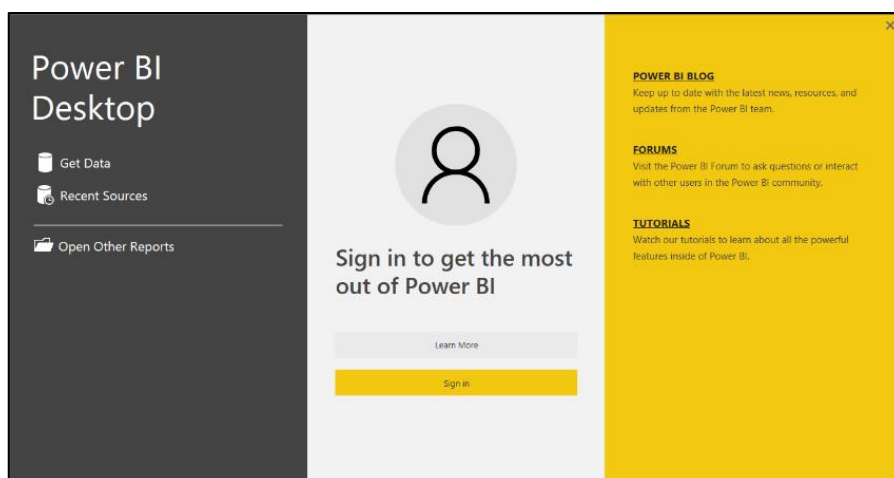 Power BI
Desktop
Get Data
Recent Sources
Open Other Reports
Sign in to get the most
out of Power BI
Learn More
Sign in
POWER BI BLOG
Keep up to date with the latest news, resources, and
updates from the Power BI team.
FORUMS
Visit the Power BI Forum to ask questions or interact
with other users in the Power BI community.
TUTORIALS
Watch our tutorials to learn about all the powerful
features inside of Power BI.